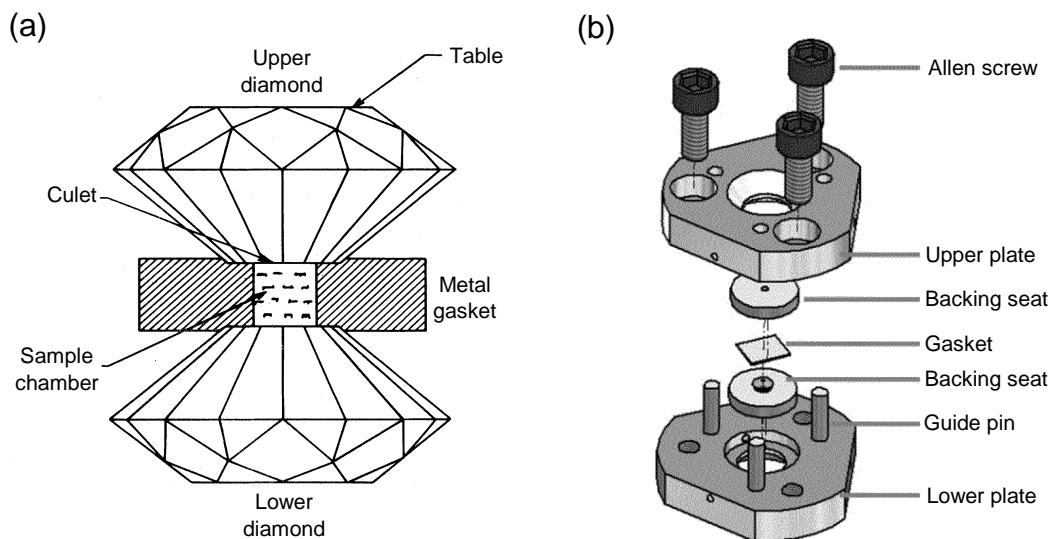 (a)
Upper
diamond
Table
Culet
Metal
gasket
Sample
chamber
Lower
diamond
(b)
Allen screw
Upper plate
Backing seat
Gasket
Backing seat
Guide pin
Lower plate